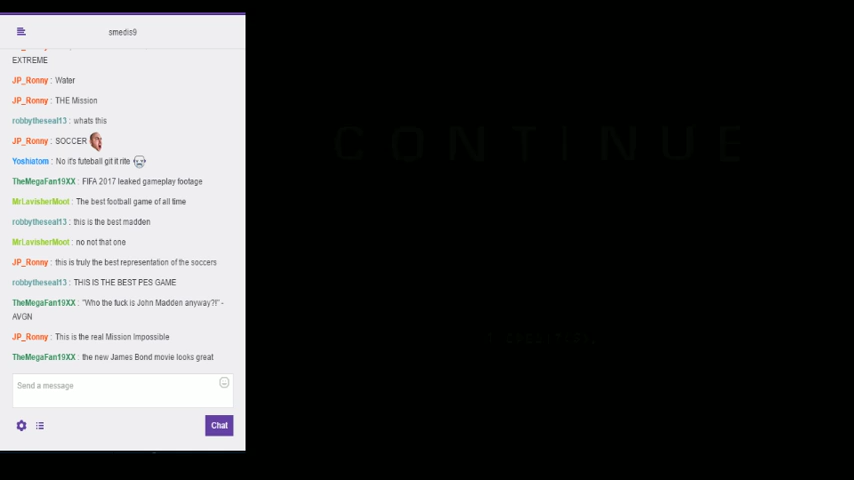 smedis9
EXTREME
JP_Ronny : Water
JP_Ronny : THE Mission
robbytheseal13 : whats this
JP_Ronny : SOCCER
Yoshiatom : No it's futeball git it rite
TheMegaFan19XX : FIFA 2017 leaked gameplay footage
MrLavisherMoot : The best football game of all time
robbytheseal13 : this is the best madden
MrLavisherMoot : no not that one
JP_Ronny : this is truly the best representation of the soccers
robbytheseal13 : THIS IS THE BEST PES GAME
TheMegaFan19XX : "Who the fuck is John Madden anyway?!" -
AVGN
JP_Ronny : This is the real Mission Impossible
TheMegaFan19XX : the new James Bond movie looks great
Send a message
Chat
CONTINUE